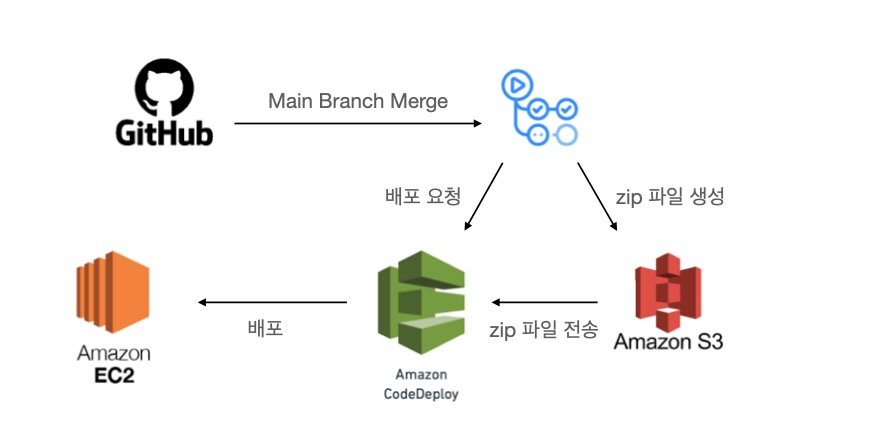 GitHub
Main Branch Merge
배포 요청
zip 파일 생성
Amazon
EC2
배포
Amazon
CodeDeploy
zip 파일 전송
Amazon S3